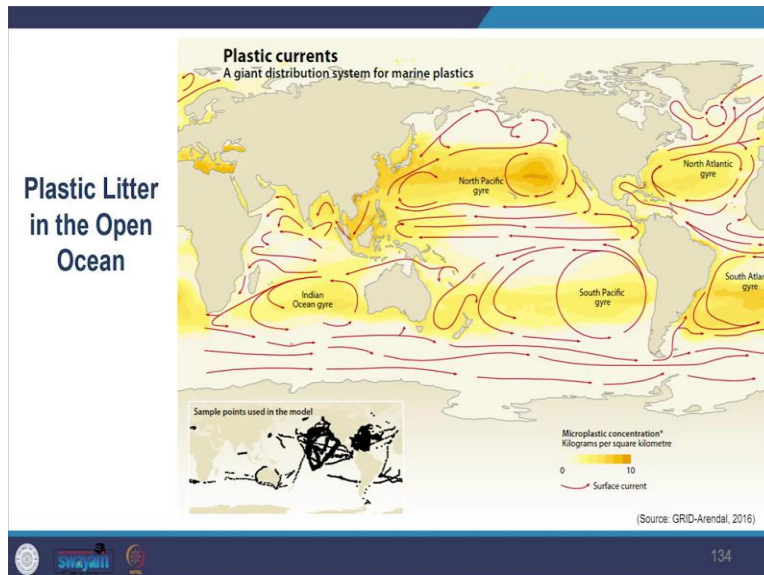 Plastic Litter
in the Open
Ocean
Plastic currents
A giant distribution system for marine plastics
North Pacific
gyre
North Atlantic
gyre
Indian
Ocean gyre
South Pacific
gyre
South Atla
gyre
Sample points used in the model
Microplastic concentration*
Kilograms per square kilometre
0 10
Surface current
(Source: GRID-Arendal, 2016)
swayam
134